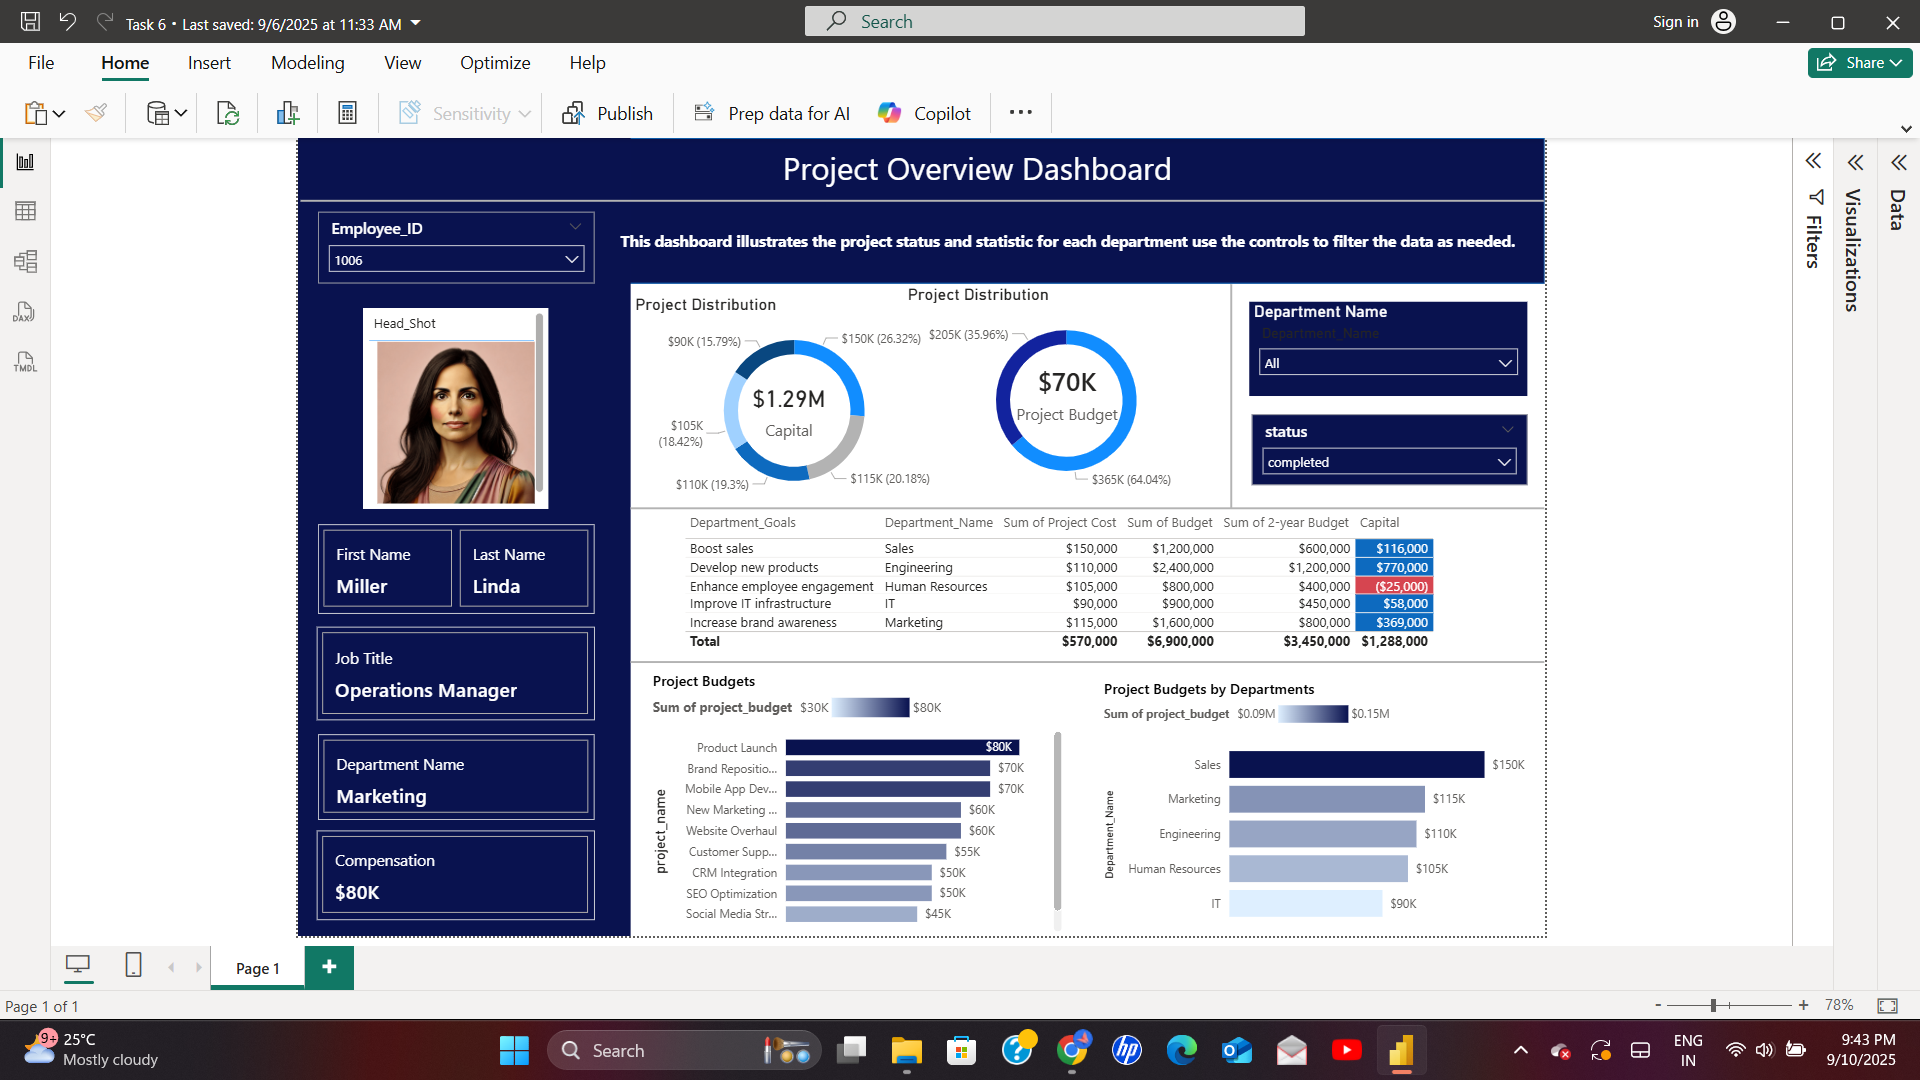 Task 6 • Last saved: 9/6/2025 at 11:33 AM
Search
Sign in
File
Home
Insert
Modeling
View
Optimize
Help
Share
Sensitivity
Publish
Prep data for AI
Copilot
Project Overview Dashboard
Employee_ID
1006
This dashboard illustrates the project status and statistic for each department use the controls to filter the data as needed.
Head_Shot
First Name
Miller
Last Name
Linda
Job Title
Operations Manager
Department Name
Marketing
Compensation
$80K
Project Distribution
$90K (15.79%)
$150K (26.32%)
$105K
(18.42%)
$110K (19.3%)
$115K (20.18%)
$1.29M
Capital
Project Distribution
$205K (35.96%)
$365K (64.04%)
$70K
Project Budget
Department Name
Department_Name
All
status
completed
Department_Goals Department_Name Sum of Project Cost Sum of Budget Sum of 2-year Budget Capital
Boost sales Sales $150,000 $1,200,000 $600,000 $116,000
Develop new products Engineering $110,000 $2,400,000 $1,200,000 $770,000
Enhance employee engagement Human Resources $105,000 $800,000 $400,000 ($25,000)
Improve IT infrastructure IT $90,000 $900,000 $450,000 $58,000
Increase brand awareness Marketing $115,000 $1,600,000 $800,000 $369,000
Total $570,000 $6,900,000 $3,450,000 $1,288,000
Project Budgets
Sum of project_budget $30K $80K
project_name
Product Launch $80K
Brand Repositio... $70K
Mobile App Dev... $70K
New Marketing ... $60K
Website Overhaul $60K
Customer Supp... $55K
CRM Integration $50K
SEO Optimization $50K
Social Media Str... $45K
Project Budgets by Departments
Sum of project_budget $0.09M $0.15M
Department_Name
Sales $150K
Marketing $115K
Engineering $110K
Human Resources $105K
IT $90K
Filters
Visualizations
Data
DAX
TMDL
Page 1
+
Page 1 of 1
- + 78%
9+
25°C
Mostly cloudy
Search
hp
ENG
IN
9:43 PM
9/10/2025